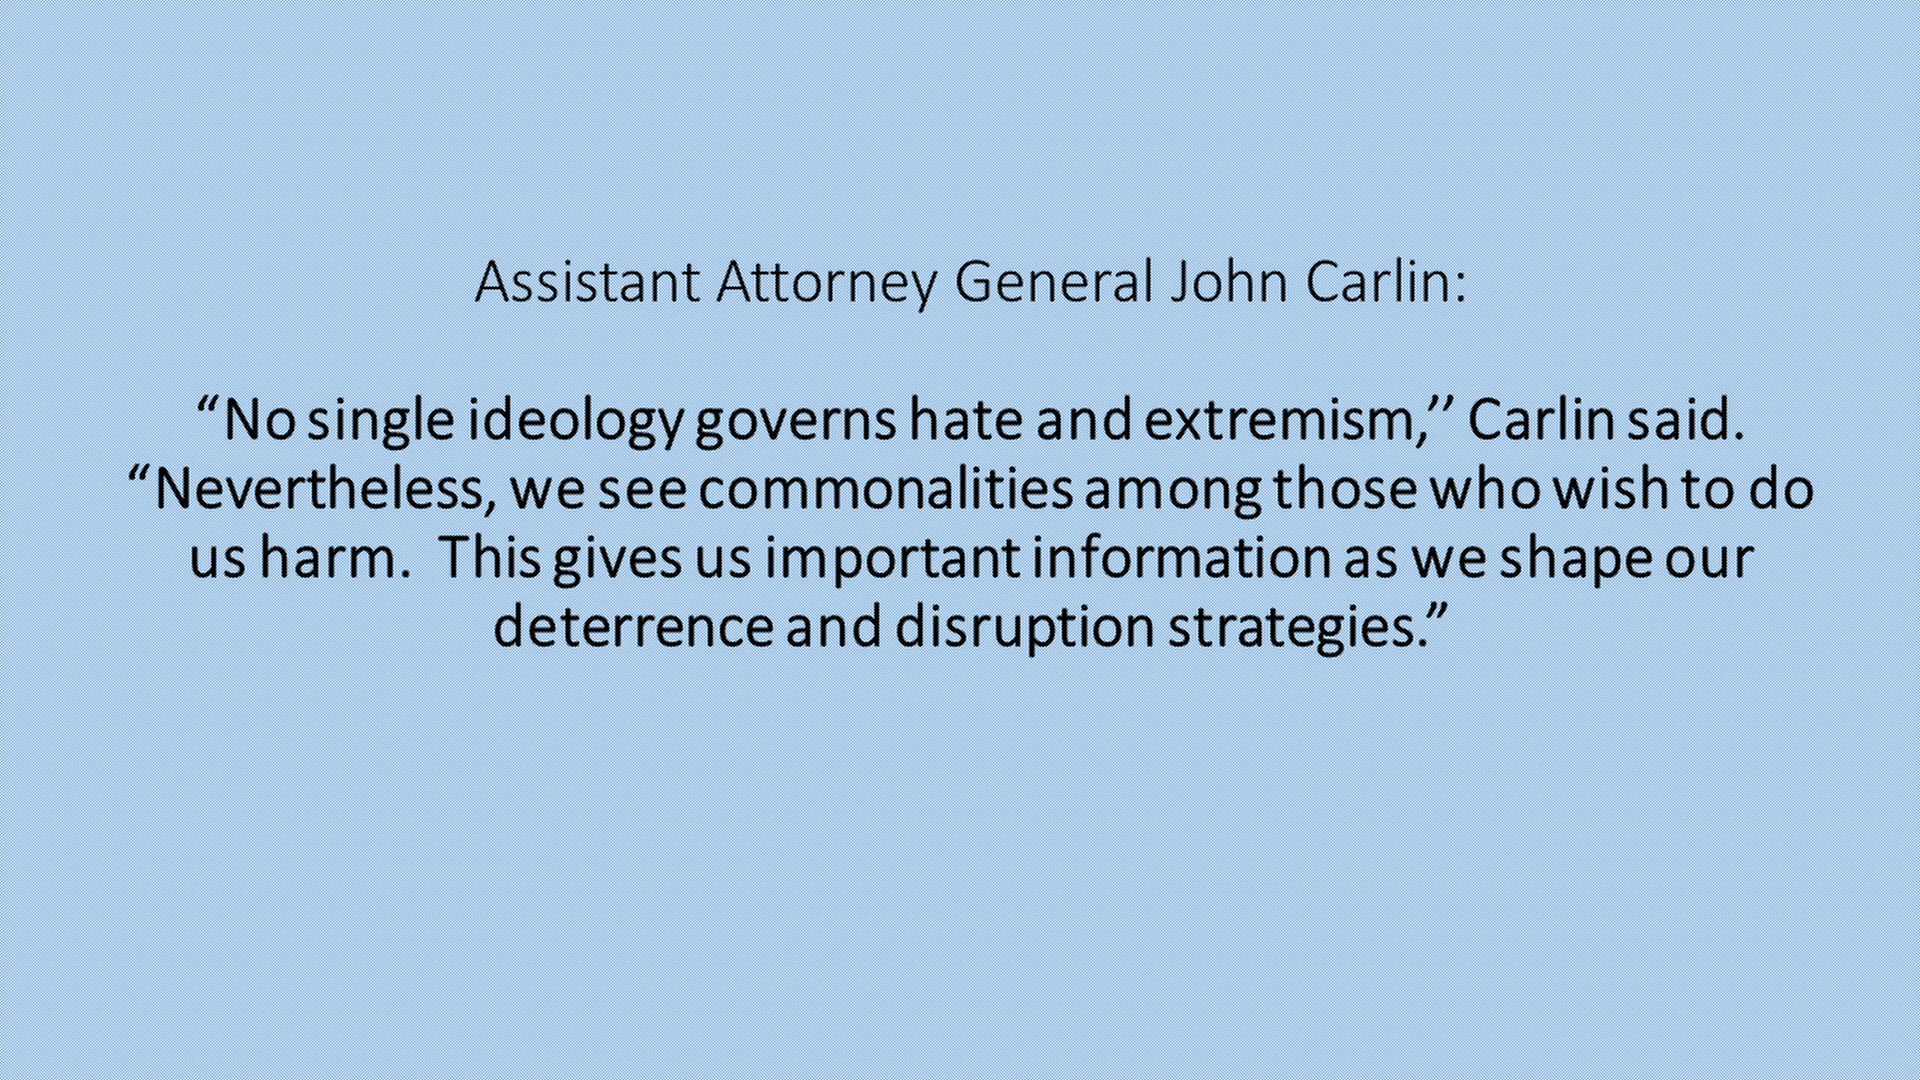 Assistant Attorney General John Carlin:
“No single ideology governs hate and extremism,’’ Carlin said.
“Nevertheless, we see commonalities among those who wish to do
us harm.  This gives us important information as we shape our
deterrence and disruption strategies.”